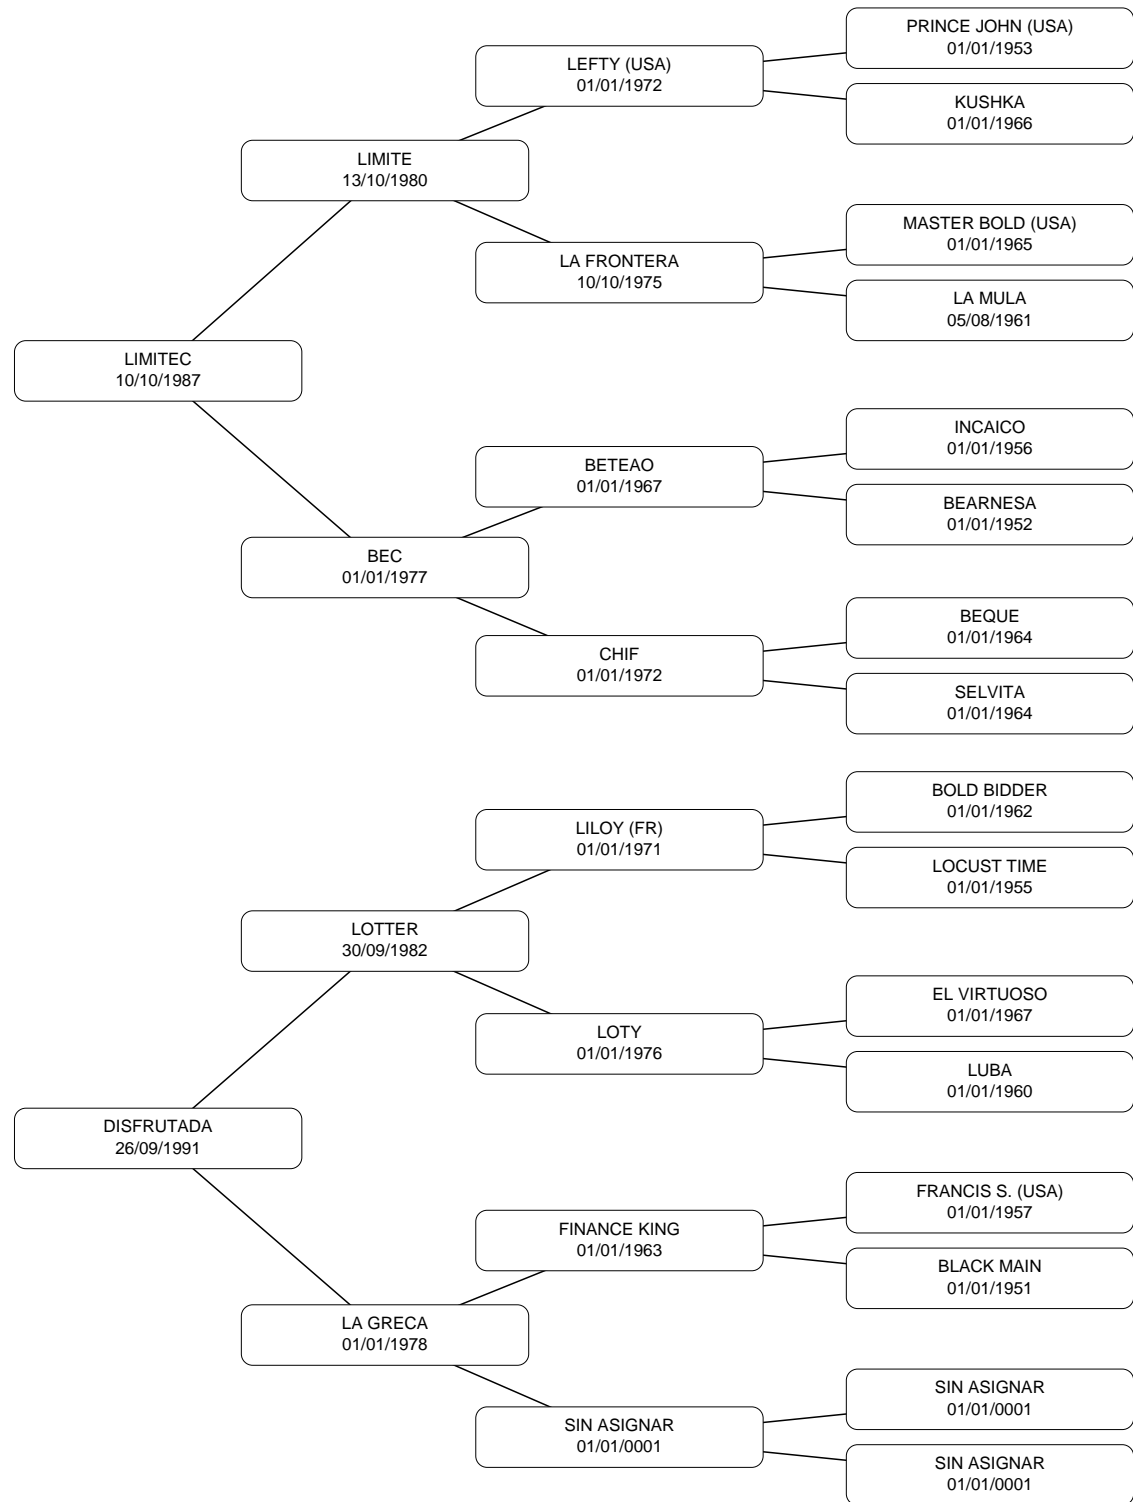 PRINCE JOHN (USA)
01/01/1953
LEFTY (USA)
01/01/1972
KUSHKA
01/01/1966
LIMITE
13/10/1980
MASTER BOLD (USA)
01/01/1965
LA FRONTERA
10/10/1975
LA MULA
05/08/1961
LIMITEC
10/10/1987
INCAICO
01/01/1956
BETEAO
01/01/1967
BEARNESA
01/01/1952
BEC
01/01/1977
BEQUE
01/01/1964
CHIF
01/01/1972
SELVITA
01/01/1964
BOLD BIDDER
01/01/1962
LILOY (FR)
01/01/1971
LOCUST TIME
01/01/1955
LOTTER
30/09/1982
EL VIRTUOSO
01/01/1967
LOTY
01/01/1976
LUBA
01/01/1960
DISFRUTADA
26/09/1991
FRANCIS S. (USA)
01/01/1957
FINANCE KING
01/01/1963
BLACK MAIN
01/01/1951
LA GRECA
01/01/1978
SIN ASIGNAR
01/01/0001
SIN ASIGNAR
01/01/0001
SIN ASIGNAR
01/01/0001